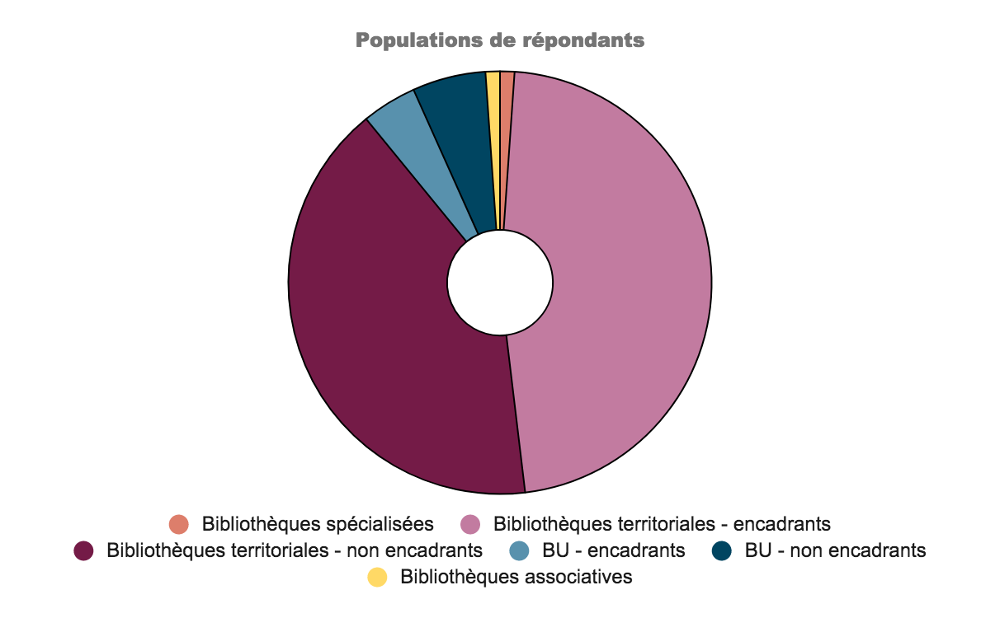 Populations de répondants
Bibliothèques spécialisées Bibliothèques territoriales - encadrants
Bibliothèques territoriales - non encadrants BU - encadrants BU - non encadrants
Bibliothèques associatives